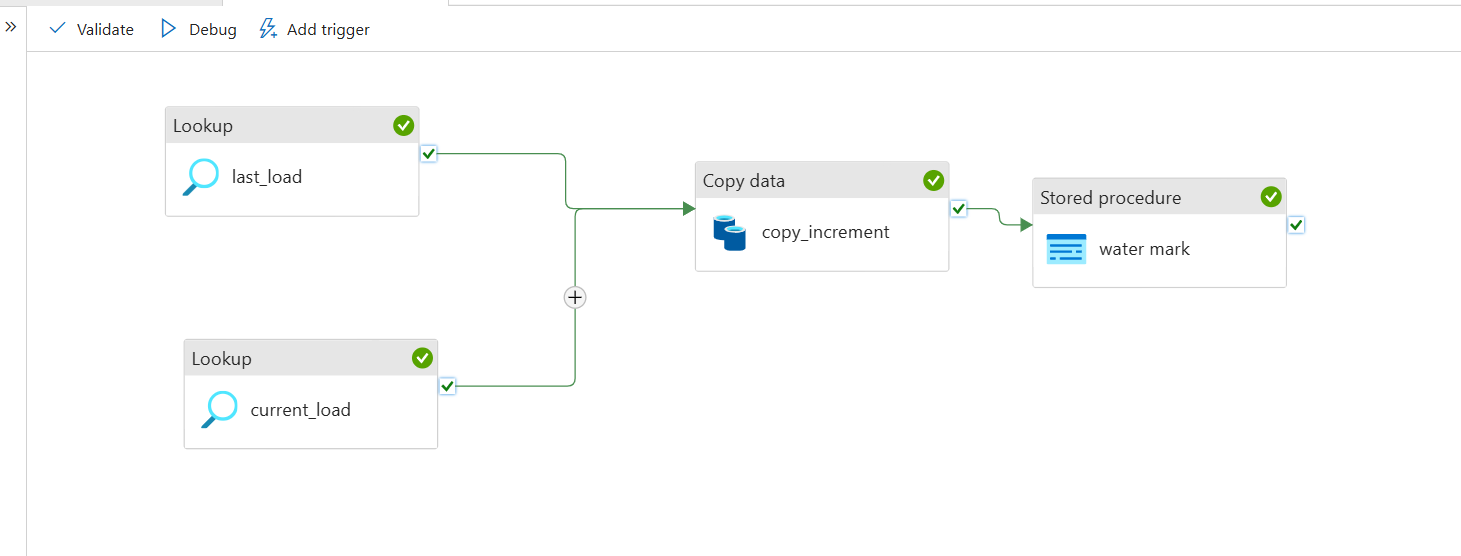 Validate Debug Add trigger
Lookup
last_load
Copy data
copy_increment
Stored procedure
water mark
Lookup
current_load